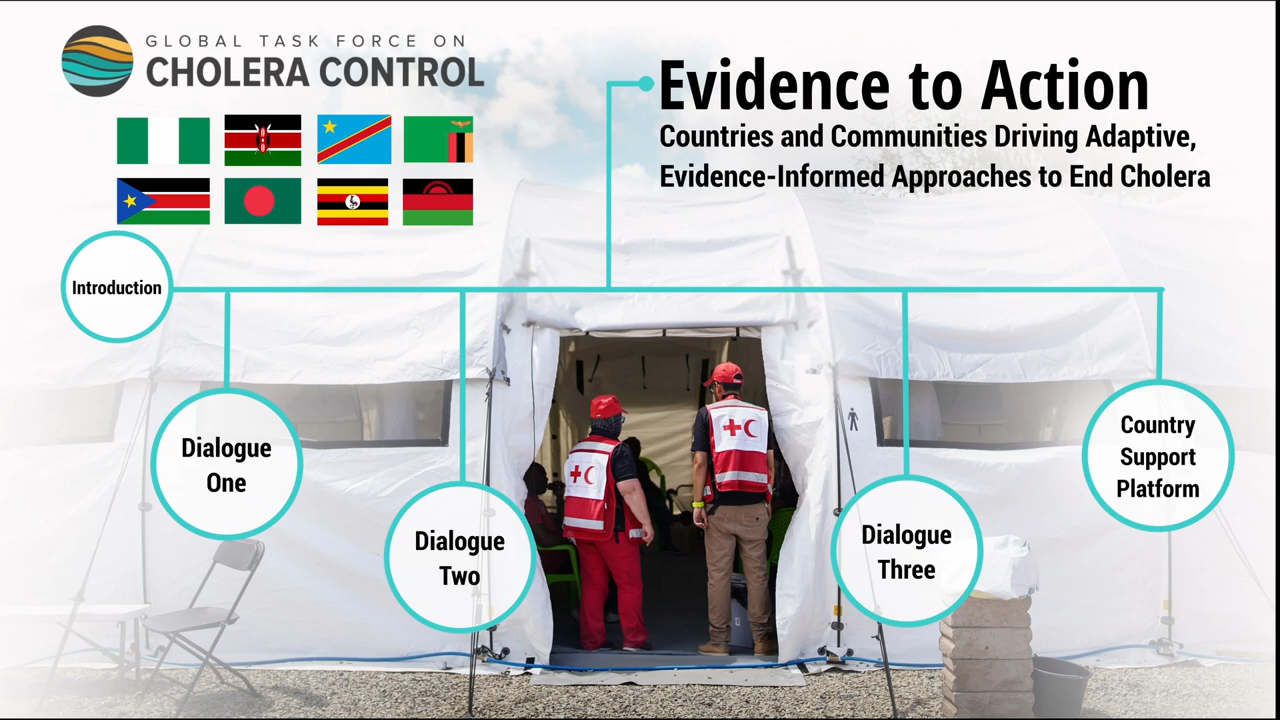 GLOBAL TASK FORCE ON
CHOLERA CONTROL
Evidence to Action
Countries and Communities Driving Adaptive,
Evidence-Informed Approaches to End Cholera
Introduction
Dialogue
One
Dialogue
Two
Dialogue
Three
Country
Support
Platform